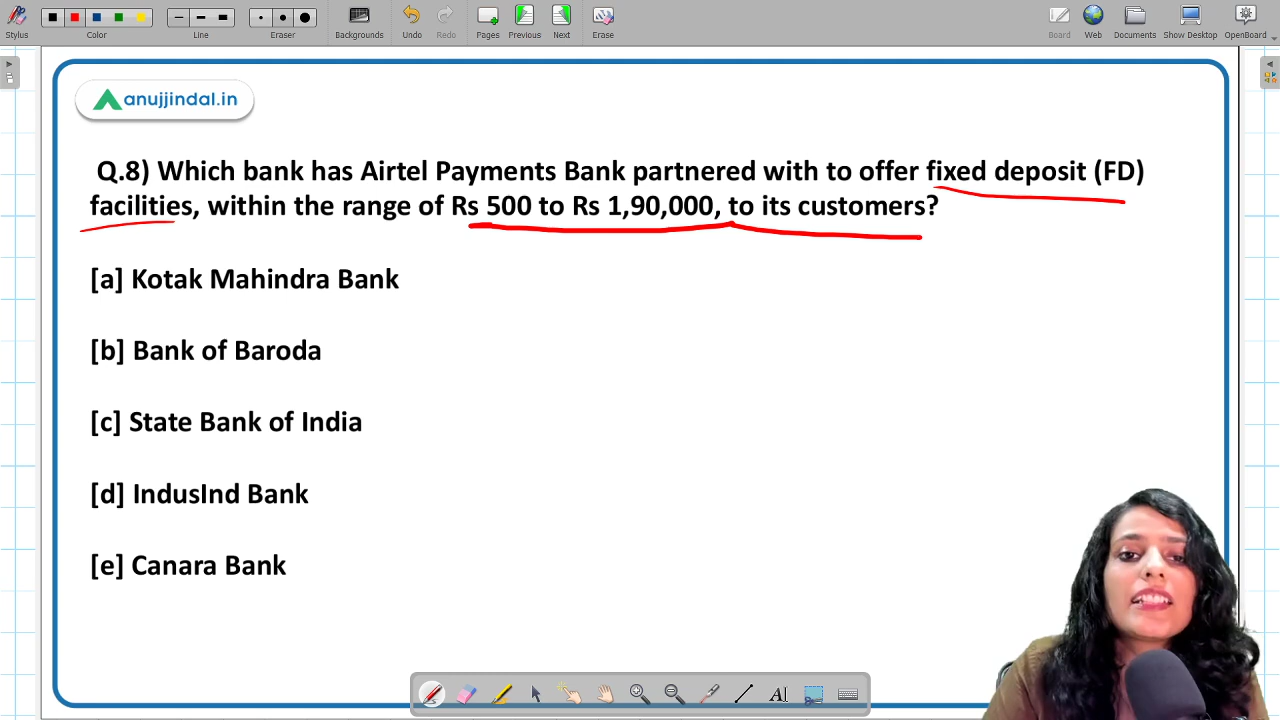 Stylus
Color
Line
Eraser
Backgrounds
Undo
Redo
Pages
Previous
Next
Erase
Board
Web
Documents
Show Desktop
OpenBoard
anujjindal.in
Q.8) Which bank has Airtel Payments Bank partnered with to offer fixed deposit (FD)
facilities, within the range of Rs 500 to Rs 1,90,000, to its customers?
[a] Kotak Mahindra Bank
[b] Bank of Baroda
[c] State Bank of India
[d] IndusInd Bank
[e] Canara Bank